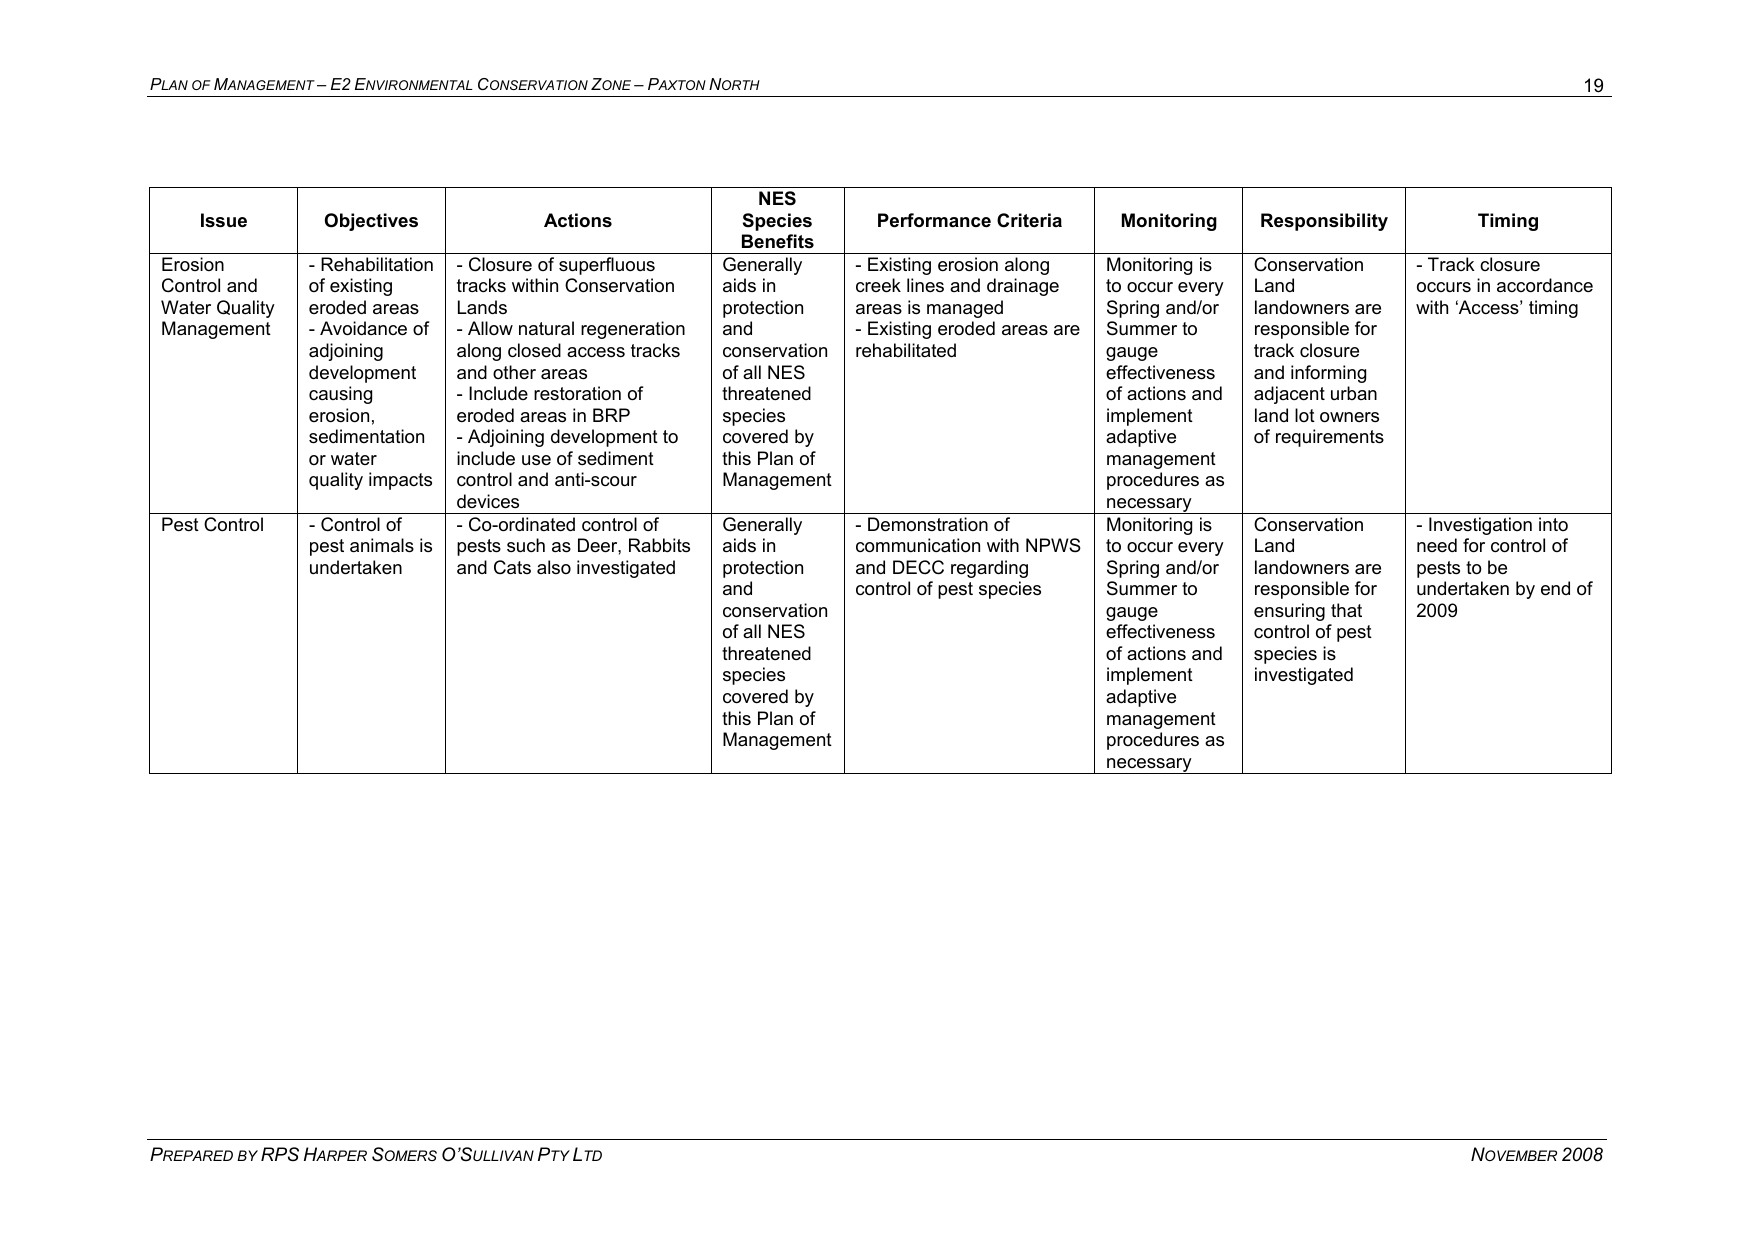 PLAN OF MANAGEMENT – E2 ENVIRONMENTAL CONSERVATION ZONE – PAXTON NORTH 19
Issue
Objectives
Actions
NES
Species
Benefits
Performance Criteria
Monitoring
Responsibility
Timing
Erosion
Control and
Water Quality
Management
- Rehabilitation
of existing
eroded areas
- Avoidance of
adjoining
development
causing
erosion,
sedimentation
or water
quality impacts
- Closure of superfluous
tracks within Conservation
Lands
- Allow natural regeneration
along closed access tracks
and other areas
- Include restoration of
eroded areas in BRP
- Adjoining development to
include use of sediment
control and anti-scour
devices
Generally
aids in
protection
and
conservation
of all NES
threatened
species
covered by
this Plan of
Management
- Existing erosion along
creek lines and drainage
areas is managed
- Existing eroded areas are
rehabilitated
Monitoring is
to occur every
Spring and/or
Summer to
gauge
effectiveness
of actions and
implement
adaptive
management
procedures as
necessary
Conservation
Land
landowners are
responsible for
track closure
and informing
adjacent urban
land lot owners
of requirements
- Track closure
occurs in accordance
with ‘Access’ timing
Pest Control
- Control of
pest animals is
undertaken
- Co-ordinated control of
pests such as Deer, Rabbits
and Cats also investigated
Generally
aids in
protection
and
conservation
of all NES
threatened
species
covered by
this Plan of
Management
- Demonstration of
communication with NPWS
and DECC regarding
control of pest species
Monitoring is
to occur every
Spring and/or
Summer to
gauge
effectiveness
of actions and
implement
adaptive
management
procedures as
necessary
Conservation
Land
landowners are
responsible for
ensuring that
control of pest
species is
investigated
- Investigation into
need for control of
pests to be
undertaken by end of
2009
PREPARED BY RPS HARPER SOMERS O’SULLIVAN PTY LTD NOVEMBER 2008